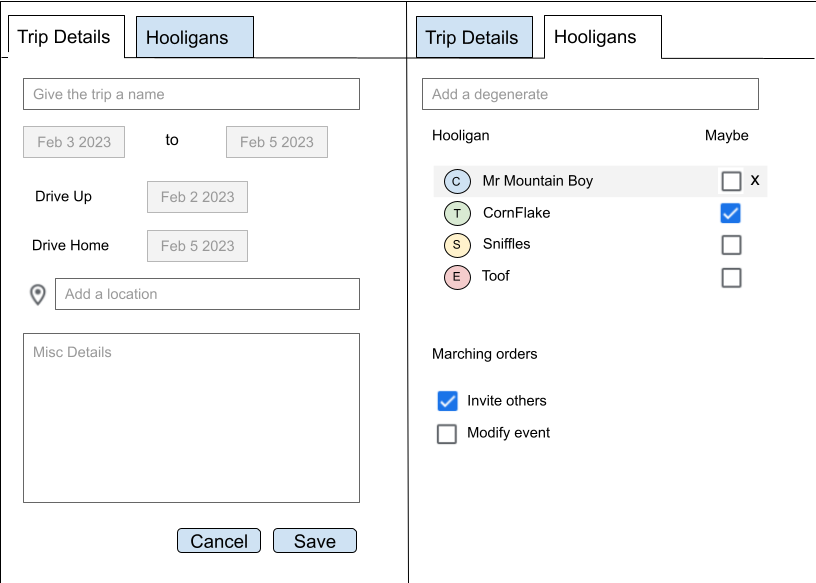 Trip Details
Hooligans
Give the trip a name
Feb 3 2023 to Feb 5 2023
Drive Up Feb 2 2023
Drive Home Feb 5 2023
Add a location
Misc Details
Cancel Save
Trip Details
Hooligans
Add a degenerate
Hooligan Maybe
C Mr Mountain Boy X
T CornFlake
S Sniffles
E Toof
Marching orders
Invite others
Modify event